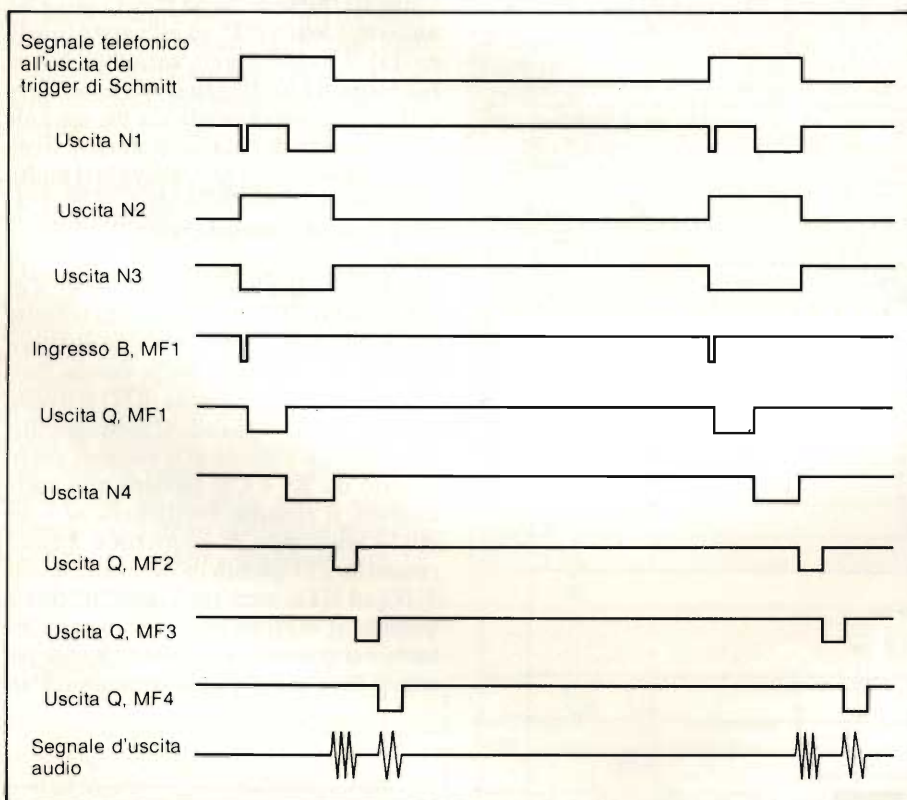 Segnale telefonico
all'uscita del
trigger di Schmitt
Uscita N1
Uscita N2
Uscita N3
Ingresso B, MF1
Uscita Q, MF1
Uscita N4
Uscita Q, MF2
Uscita Q, MF3
Uscita Q, MF4
Segnale d'uscita
audio